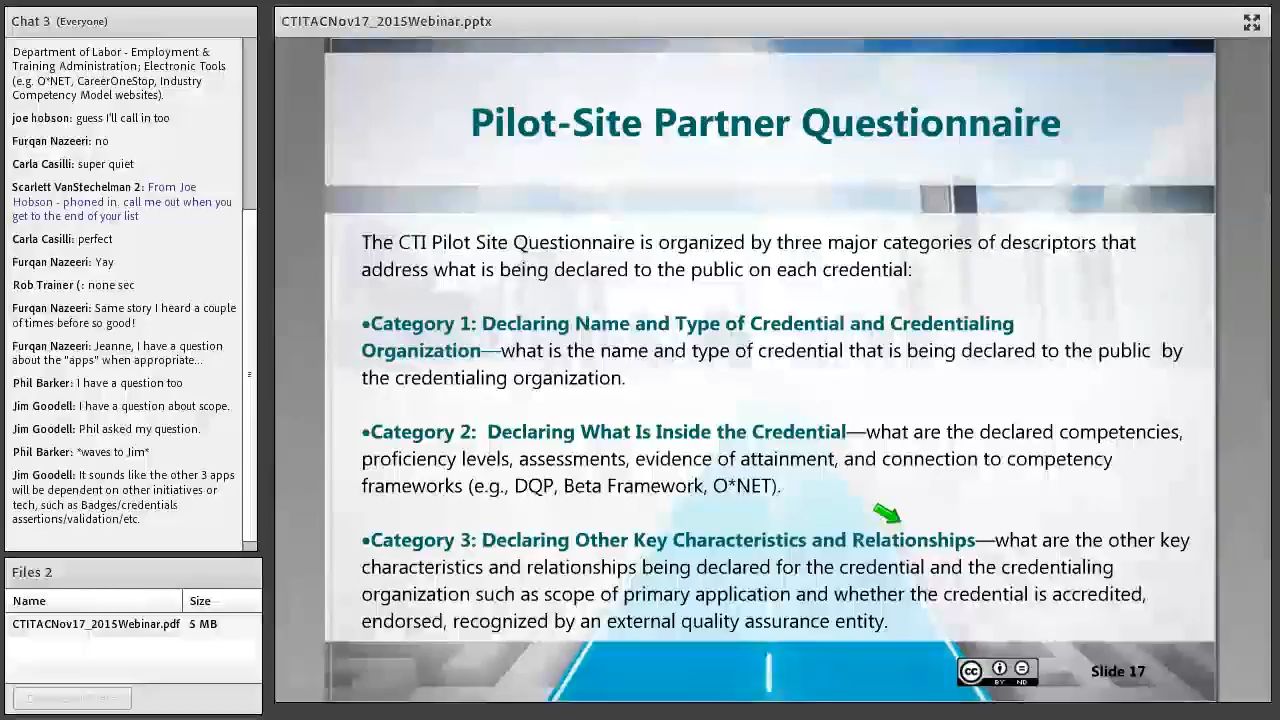 Chat 3 (Everyone)
Department of Labor - Employment &
Training Administration; Electronic Tools
(e.g. O*NET, CareerOneStop, Industry
Competency Model websites).
joe hobson: guess I'll call in too
Furqan Nazeeri: no
Carla Casilli: super quiet
Scarlett VanStechelman 2: From Joe
Hobson - phoned in. call me out when you
get to the end of your list
Carla Casilli: perfect
Furqan Nazeeri: Yay
Rob Trainer (: none sec
Furqan Nazeeri: Same story I heard a couple
of times before so good!
Furqan Nazeeri: Jeanne, I have a question
about the "apps" when appropriate...
Phil Barker: I have a question too
Jim Goodell: I have a question about scope.
Jim Goodell: Phil asked my question.
Phil Barker: *waves to Jim*
Jim Goodell: It sounds like the other 3 apps
will be dependent on other initiatives or
tech, such as Badges/credentials
assertions/validation/etc.
Files 2
Name Size
CTITACNov17_2015Webinar.pdf 5 MB
CTITACNov17_2015Webinar.pptx
Pilot-Site Partner Questionnaire
The CTI Pilot Site Questionnaire is organized by three major categories of descriptors that
address what is being declared to the public on each credential:
•Category 1: Declaring Name and Type of Credential and Credentialing
Organization—what is the name and type of credential that is being declared to the public by
the credentialing organization.
•Category 2: Declaring What Is Inside the Credential—what are the declared competencies,
proficiency levels, assessments, evidence of attainment, and connection to competency
frameworks (e.g., DQP, Beta Framework, O*NET).
•Category 3: Declaring Other Key Characteristics and Relationships—what are the other key
characteristics and relationships being declared for the credential and the credentialing
organization such as scope of primary application and whether the credential is accredited,
endorsed, recognized by an external quality assurance entity.
cc BY ND
Slide 17